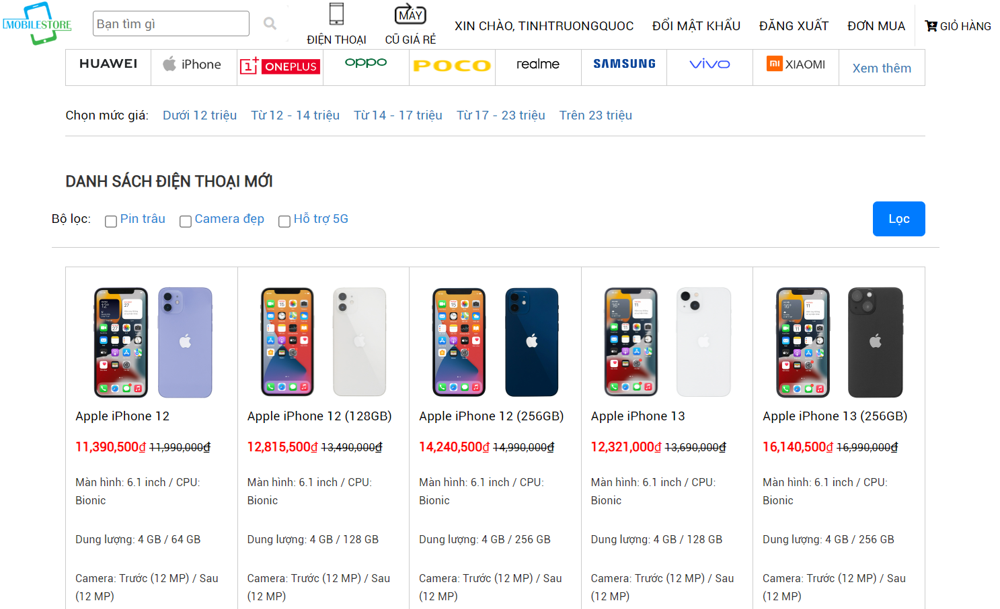 MOBILESTORE
Bạn tìm gì
ĐIỆN THOẠI
MÁY
CŨ GIÁ RẺ
XIN CHÀO, TINHTRUONGQUOC
ĐỔI MẬT KHẨU
ĐĂNG XUẤT
ĐƠN MUA
GIỎ HÀNG
HUAWEI
iPhone
1+ ONEPLUS
oppo
POCO
realme
SAMSUNG
vivo
mi XIAOMI
Xem thêm
Chọn mức giá: Dưới 12 triệu Từ 12 - 14 triệu Từ 14 - 17 triệu Từ 17 - 23 triệu Trên 23 triệu
DANH SÁCH ĐIỆN THOẠI MỚI
Bộ lọc: Pin trâu Camera đẹp Hỗ trợ 5G
Lọc
Apple iPhone 12
11,390,500₫ 11,990,000₫
Màn hình: 6.1 inch / CPU:
Bionic
Dung lượng: 4 GB / 64 GB
Camera: Trước (12 MP) / Sau
(12 MP)
Apple iPhone 12 (128GB)
12,815,500₫ 13,490,000₫
Màn hình: 6.1 inch / CPU:
Bionic
Dung lượng: 4 GB / 128 GB
Camera: Trước (12 MP) / Sau
(12 MP)
Apple iPhone 12 (256GB)
14,240,500₫ 14,990,000₫
Màn hình: 6.1 inch / CPU:
Bionic
Dung lượng: 4 GB / 256 GB
Camera: Trước (12 MP) / Sau
(12 MP)
Apple iPhone 13
12,321,000₫ 13,690,000₫
Màn hình: 6.1 inch / CPU:
Bionic
Dung lượng: 4 GB / 128 GB
Camera: Trước (12 MP) / Sau
(12 MP)
Apple iPhone 13 (256GB)
16,140,500₫ 16,990,000₫
Màn hình: 6.1 inch / CPU:
Bionic
Dung lượng: 4 GB / 256 GB
Camera: Trước (12 MP) / Sau
(12 MP)